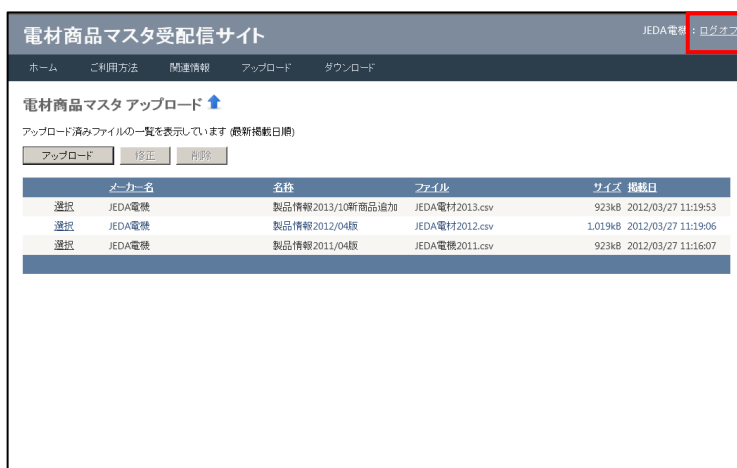 電材商品マスタ受配信サイト
JEDA電機 : ログオフ
ホーム ご利用方法 関連情報 アップロード ダウンロード
電材商品マスタ アップロード
アップロード済みファイルの一覧を表示しています (最新掲載日順)
アップロード 修正 削除
メーカー名 名称 ファイル サイズ 掲載日
選択 JEDA電機 製品情報2013/10新商品追加 JEDA電材2013.csv 923kB 2012/03/27 11:19:53
選択 JEDA電機 製品情報2012/04版 JEDA電材2012.csv 1,019kB 2012/03/27 11:19:06
選択 JEDA電機 製品情報2011/04版 JEDA電機2011.csv 923kB 2012/03/27 11:16:07